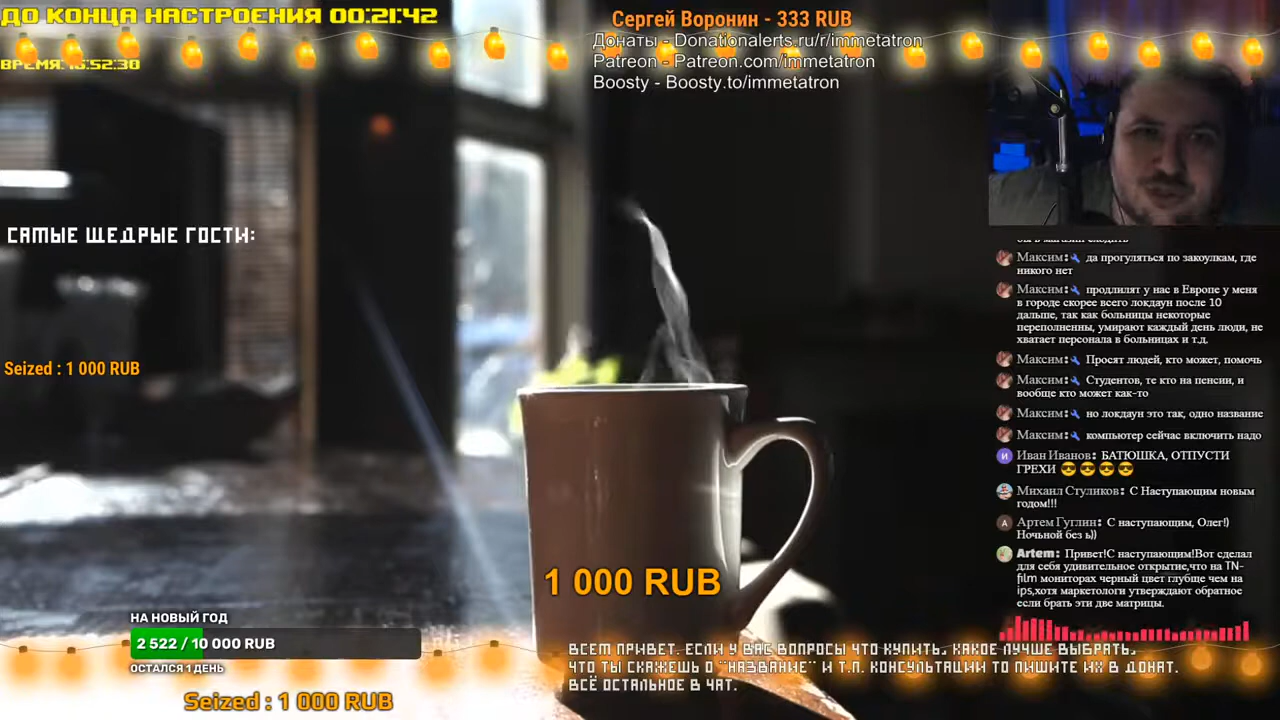 ДО КОНЦА НАСТРОЕНИЯ 00:21:42
ВРЕМЯ: 16:52:30
Сергей Воронин - 333 RUB
Донаты - Donationalerts.ru/r/immetatron
Patreon - Patreon.com/immetatron
Boosty - Boosty.to/immetatron
САМЫЕ ЩЕДРЫЕ ГОСТИ:
Seized : 1 000 RUB
1 000 RUB
НА НОВЫЙ ГОД
2 522 / 10 000 RUB
ОСТАЛСЯ 1 ДЕНЬ
Seized : 1 000 RUB
ВСЕМ ПРИВЕТ. ЕСЛИ У ВАС ВОПРОСЫ ЧТО КУПИТЬ, КАКОЕ ЛУЧШЕ ВЫБРАТЬ,
ЧТО ТЫ СКАЖЕШЬ О "НАЗВАНИЕ" И Т.П. КОНСУЛЬТАЦИИ ТО ПИШИТЕ ИХ В ДОНАТ.
ВСЁ ОСТАЛЬНОЕ В ЧАТ.
бы в магазин сходить
Максим: да прогуляться по закоулкам, где
никого нет
Максим: продлилят у нас в Европе у меня
в городе скорее всего локдаун после 10
дальше, так как больницы некоторые
переполненны, умирают каждый день люди, не
хватает персонала в больницах и т.д.
Максим: Просят людей, кто может, помочь
Максим: Студентов, те кто на пенсии, и
вообще кто может как-то
Максим: но локдаун это так, одно название
Максим: компьютер сейчас включить надо
И Иван Иванов: БАТЮШКА, ОТПУСТИ
ГРЕХИ 😎😎😎😎
Михаил Стуликов: С Наступающим новым
годом!!!
А Артем Гуглин: С наступающим, Олег!)
Ночьной без ь))
Artem: Привет!С наступающим!Вот сделал
для себя удивительное открытие,что на TN-
film мониторах черный цвет глубще чем на
ips,хотя маркетологи утверждают обратное
если брать эти две матрицы.